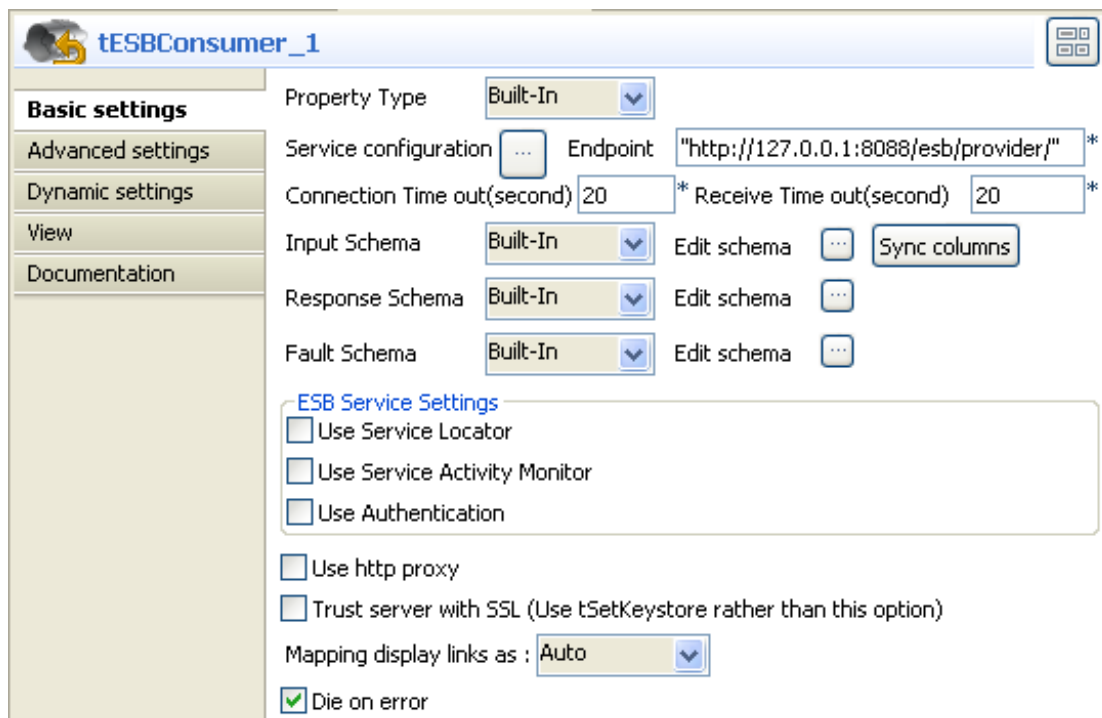 tESBConsumer_1
Basic settings
Advanced settings
Dynamic settings
View
Documentation
Property Type Built-In
Service configuration ... Endpoint "http://127.0.0.1:8088/esb/provider/" *
Connection Time out(second) 20 * Receive Time out(second) 20 *
Input Schema Built-In Edit schema ... Sync columns
Response Schema Built-In Edit schema ...
Fault Schema Built-In Edit schema ...
ESB Service Settings
Use Service Locator
Use Service Activity Monitor
Use Authentication
Use http proxy
Trust server with SSL (Use tSetKeystore rather than this option)
Mapping display links as : Auto
Die on error